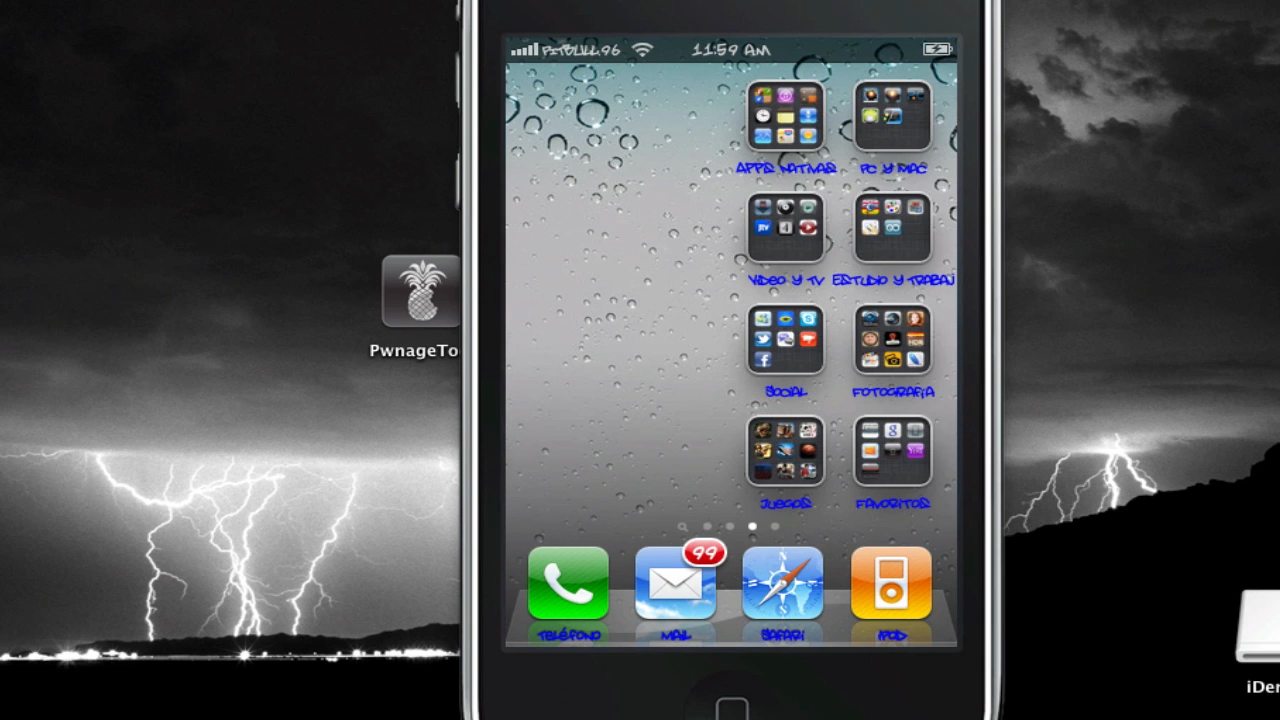 PITBULL96
11:59 AM
APPS NATIVAS
PC Y MAC
VIDEO Y TV
ESTUDIO Y TRABAJ
SOCIAL
FOTOGRAFIA
JUEGOS
FAVORITOS
PwnageTo
99
TELÉFONO
MAIL
SAFARI
IPOD
iDer